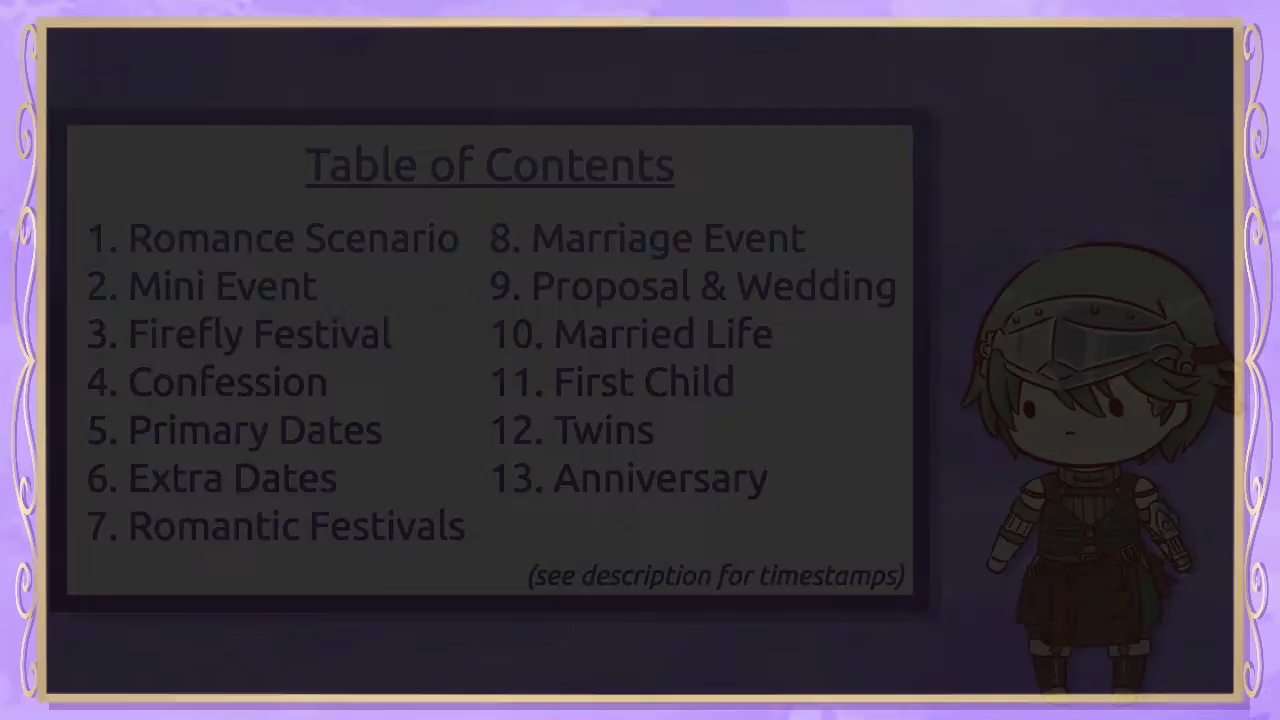 Table of Contents
1. Romance Scenario
2. Mini Event
3. Firefly Festival
4. Confession
5. Primary Dates
6. Extra Dates
7. Romantic Festivals
8. Marriage Event
9. Proposal & Wedding
10. Married Life
11. First Child
12. Twins
13. Anniversary
(see description for timestamps)